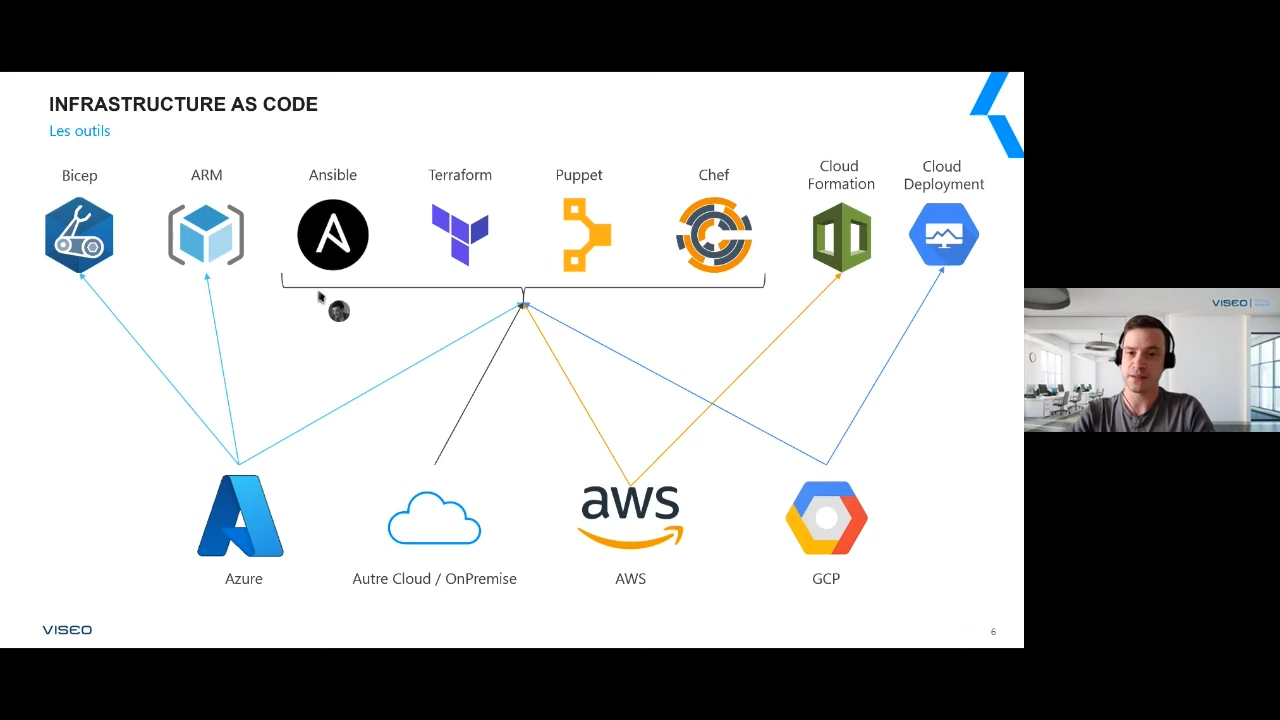 INFRASTRUCTURE AS CODE
Les outils
Bicep
ARM
Ansible
Terraform
Puppet
Chef
Cloud
Formation
Cloud
Deployment
aws
Azure
Autre Cloud / OnPremise
AWS
GCP
VISEO
6
VISEO